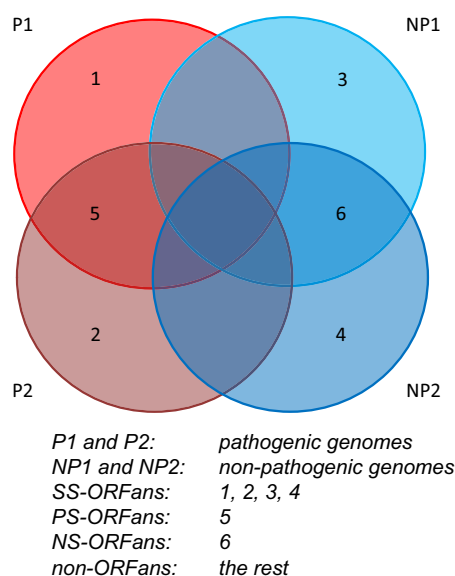 P1 NP1
1 3
5 6
2 4
P2 NP2
P1 and P2: pathogenic genomes
NP1 and NP2: non-pathogenic genomes
SS-ORFans: 1, 2, 3, 4
PS-ORFans: 5
NS-ORFans: 6
non-ORFans: the rest